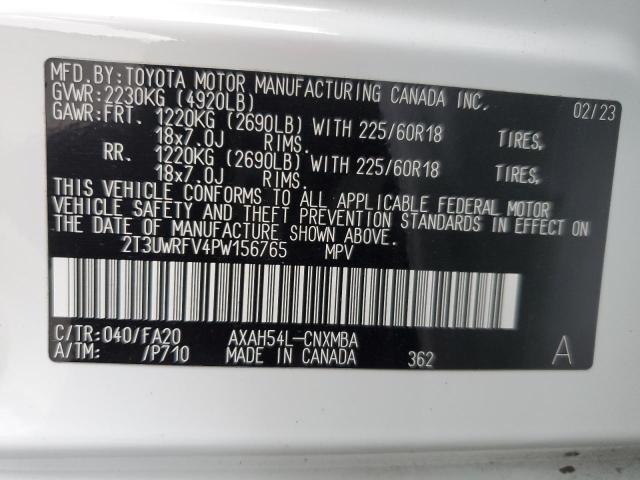 MFD.BY:TOYOTA MOTOR MANUFACTURING CANADA INC. 02/23
GVWR:2230KG (4920LB)
GAWR:FRT. 1220KG (2690LB) WITH 225/60R18 TIRES,
18x7.0J RIMS.
RR. 1220KG (2690LB) WITH 225/60R18 TIRES,
18x7.0J RIMS.
THIS VEHICLE CONFORMS TO ALL APPLICABLE FEDERAL MOTOR
VEHICLE SAFETY AND THEFT PREVENTION STANDARDS IN EFFECT ON
THE DATE OF MANUFACTURE SHOWN ABOVE.
2T3UWRFV4PW156765 MPV
C/TR:040/FA20 AXAH54L-CNXMBA
A/TM: /P710 MADE IN CANADA 362 A